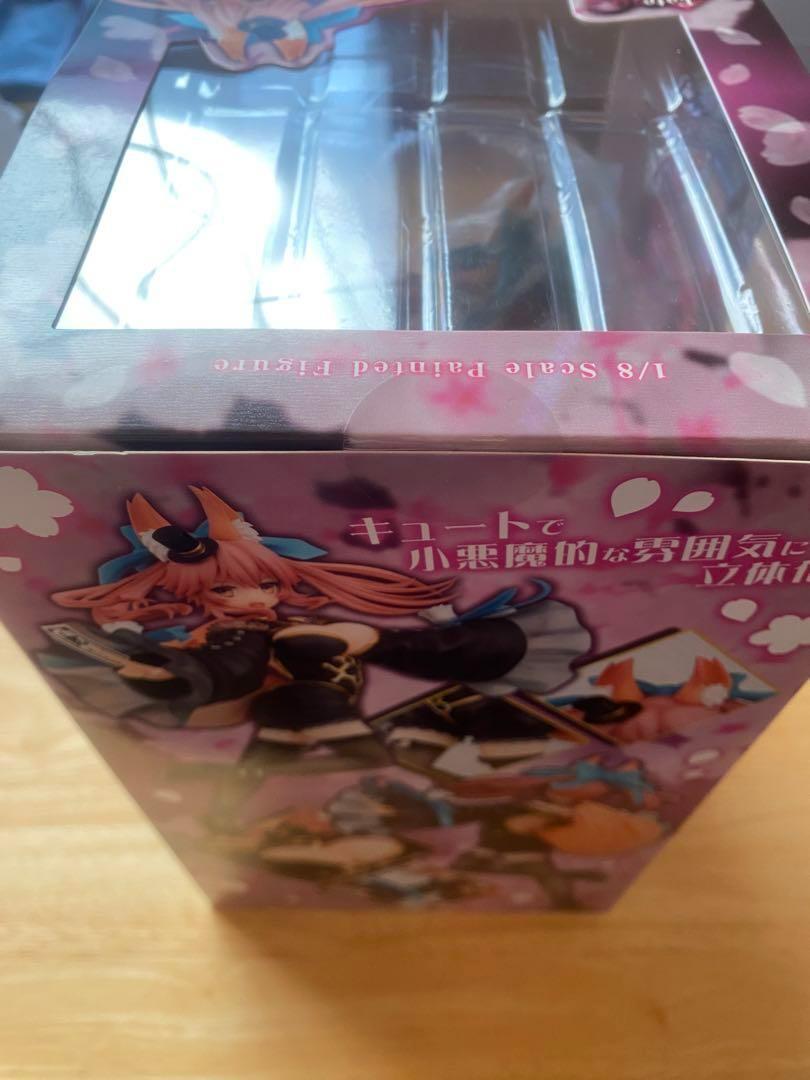 Fate
1/8 Scale Painted Figure
キュートで
小悪魔的な雰囲気に
立体化